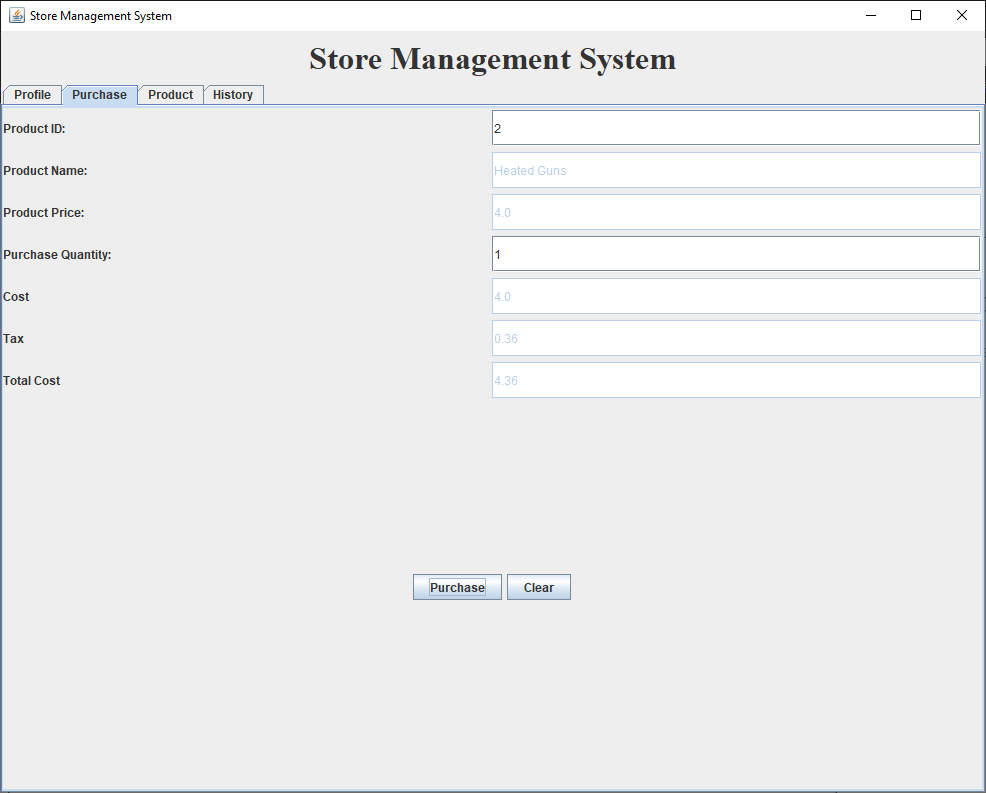 Store Management System
Store Management System
Profile Purchase Product History
Product ID: 2
Product Name: Heated Guns
Product Price: 4.0
Purchase Quantity: 1
Cost 4.0
Tax 0.36
Total Cost 4.36
Purchase Clear